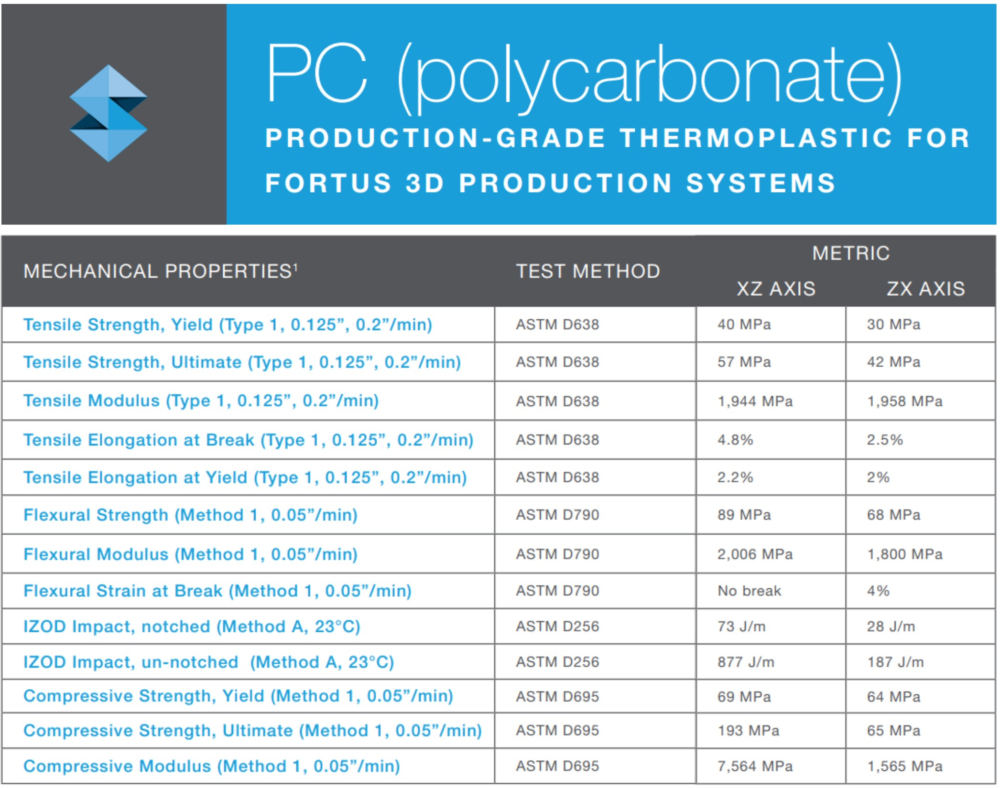 PC (polycarbonate)
PRODUCTION-GRADE THERMOPLASTIC FOR
FORTUS 3D PRODUCTION SYSTEMS
MECHANICAL PROPERTIES¹ TEST METHOD METRIC
XZ AXIS ZX AXIS
Tensile Strength, Yield (Type 1, 0.125”, 0.2”/min) ASTM D638 40 MPa 30 MPa
Tensile Strength, Ultimate (Type 1, 0.125”, 0.2”/min) ASTM D638 57 MPa 42 MPa
Tensile Modulus (Type 1, 0.125”, 0.2”/min) ASTM D638 1,944 MPa 1,958 MPa
Tensile Elongation at Break (Type 1, 0.125”, 0.2”/min) ASTM D638 4.8% 2.5%
Tensile Elongation at Yield (Type 1, 0.125”, 0.2”/min) ASTM D638 2.2% 2%
Flexural Strength (Method 1, 0.05”/min) ASTM D790 89 MPa 68 MPa
Flexural Modulus (Method 1, 0.05”/min) ASTM D790 2,006 MPa 1,800 MPa
Flexural Strain at Break (Method 1, 0.05”/min) ASTM D790 No break 4%
IZOD Impact, notched (Method A, 23°C) ASTM D256 73 J/m 28 J/m
IZOD Impact, un-notched (Method A, 23°C) ASTM D256 877 J/m 187 J/m
Compressive Strength, Yield (Method 1, 0.05”/min) ASTM D695 69 MPa 64 MPa
Compressive Strength, Ultimate (Method 1, 0.05”/min) ASTM D695 193 MPa 65 MPa
Compressive Modulus (Method 1, 0.05”/min) ASTM D695 7,564 MPa 1,565 MPa